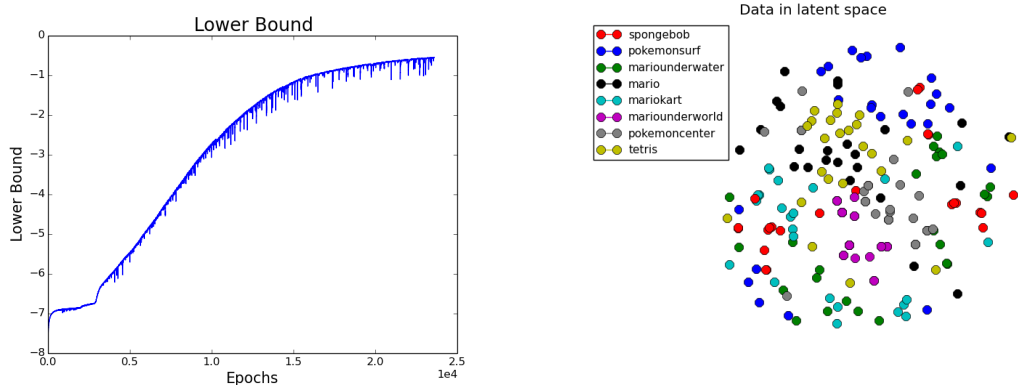 Lower Bound
0
−1
−2
−3
−4
−5
−6
−7
−8
Lower Bound
0.0
0.5
1.0
1.5
2.0
2.5
1e4
Epochs
Data in latent space
spongebob
pokemonsurf
mariounderwater
mario
mariokart
mariounderworld
pokemoncenter
tetris